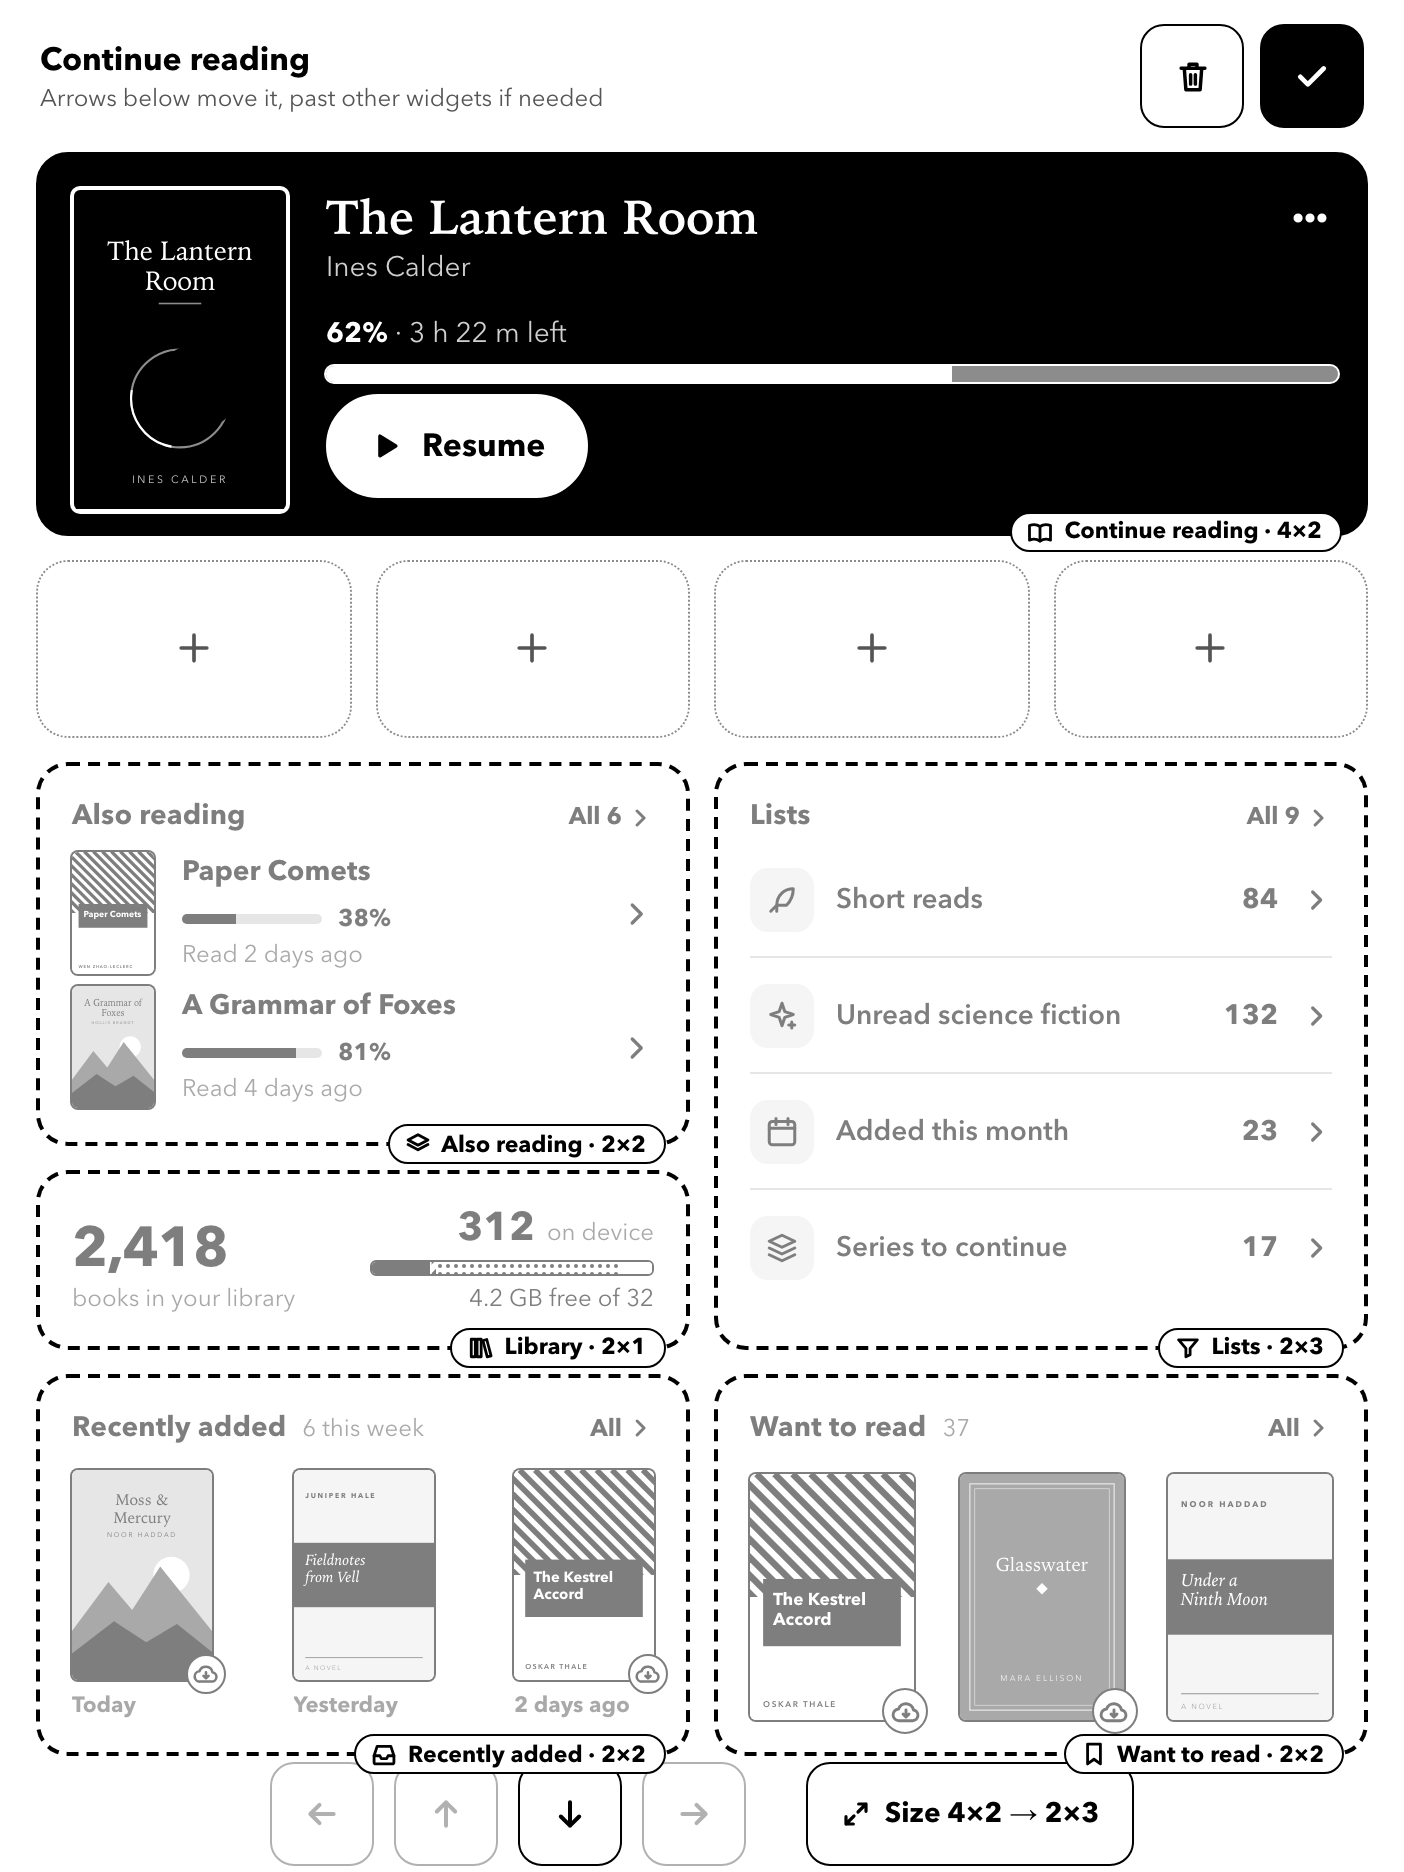 Continue reading
Arrows below move it, past other widgets if needed
The Lantern
Room
INES CALDER
The Lantern Room
Ines Calder
62% · 3 h 22 m left
Resume
Continue reading · 4×2
Also reading
All 6
Paper Comets
WEN ZHAO-LECLERC
Paper Comets
38%
Read 2 days ago
A Grammar of
Foxes
HOLLIS BRANDT
A Grammar of Foxes
81%
Read 4 days ago
Also reading · 2×2
Lists
All 9
Short reads
84
Unread science fiction
132
Added this month
23
Series to continue
17
Lists · 2×3
2,418
books in your library
312 on device
4.2 GB free of 32
Library · 2×1
Recently added 6 this week
All
Moss &
Mercury
NOOR HADDAD
Today
JUNIPER HALE
Fieldnotes
from Vell
A NOVEL
Yesterday
The Kestrel
Accord
OSKAR THALE
2 days ago
Recently added · 2×2
Want to read 37
All
The Kestrel
Accord
OSKAR THALE
Glasswater
MARA ELLISON
NOOR HADDAD
Under a
Ninth Moon
A NOVEL
Want to read · 2×2
Size 4×2 → 2×3